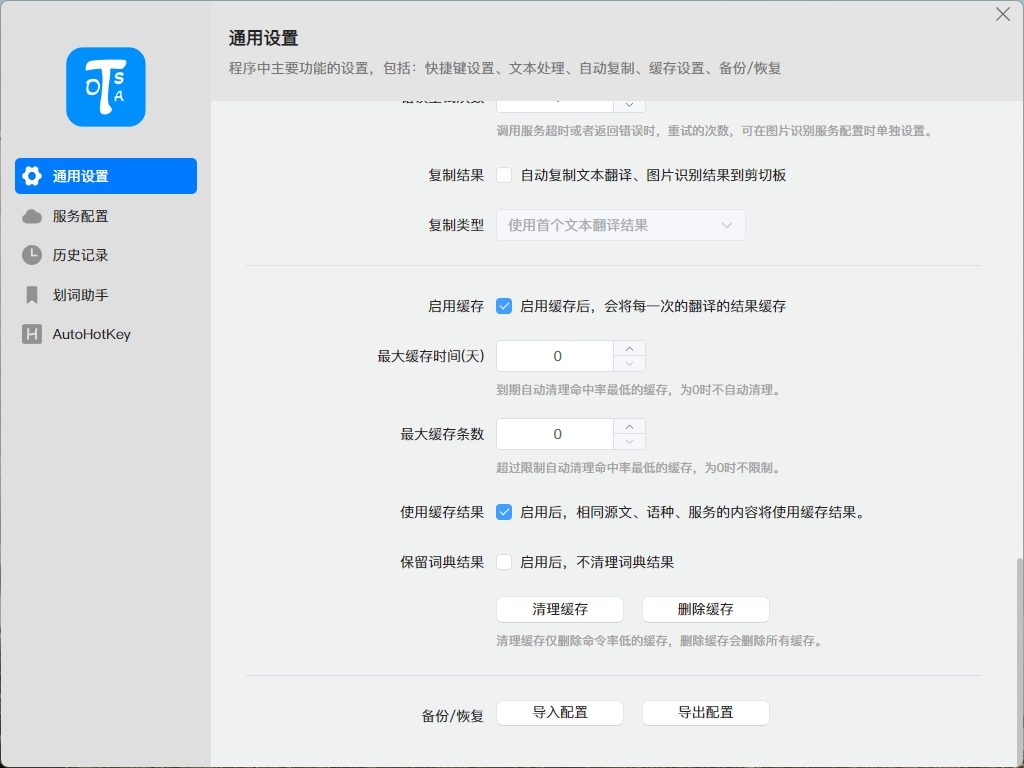 通用设置
程序中主要功能的设置，包括：快捷键设置、文本处理、自动复制、缓存设置、备份/恢复
T
O
S
A
通用设置
服务配置
历史记录
划词助手
H AutoHotKey
调用服务超时或者返回错误时，重试的次数，可在图片识别服务配置时单独设置。
复制结果 自动复制文本翻译、图片识别结果到剪切板
复制类型 使用首个文本翻译结果
启用缓存 启用缓存后，会将每一次的翻译的结果缓存
最大缓存时间(天) 0
到期自动清理命中率最低的缓存，为0时不自动清理。
最大缓存条数 0
超过限制自动清理命中率最低的缓存，为0时不限制。
使用缓存结果 启用后，相同源文、语种、服务的内容将使用缓存结果。
保留词典结果 启用后，不清理词典结果
清理缓存 删除缓存
清理缓存仅删除命令率低的缓存，删除缓存会删除所有缓存。
备份/恢复 导入配置 导出配置